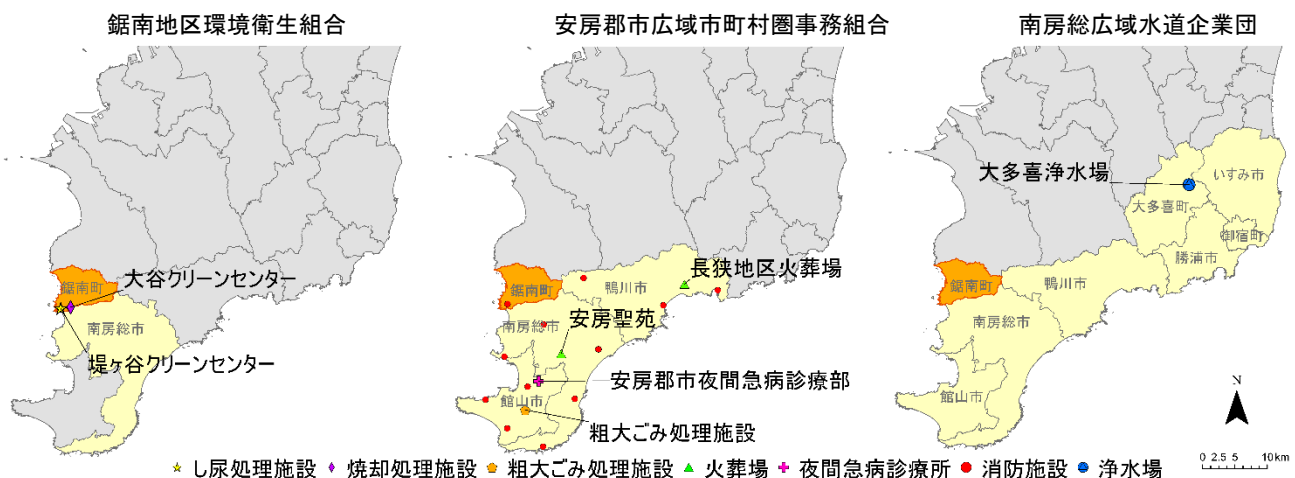 鋸南地区環境衛生組合
安房郡市広域市町村圏事務組合
南房総広域水道企業団
鋸南町
大谷クリーンセンター
南房総市
堤ヶ谷クリーンセンター
鋸南町
鴨川市
長狭地区火葬場
南房総市
安房聖苑
安房郡市夜間急病診療部
館山市
粗大ごみ処理施設
大多喜浄水場
いすみ市
大多喜町
御宿町
勝浦市
鴨川市
鋸南町
南房総市
館山市
N
し尿処理施設 焼却処理施設 粗大ごみ処理施設 火葬場 夜間急病診療所 消防施設 浄水場
0 2.5 5 10km